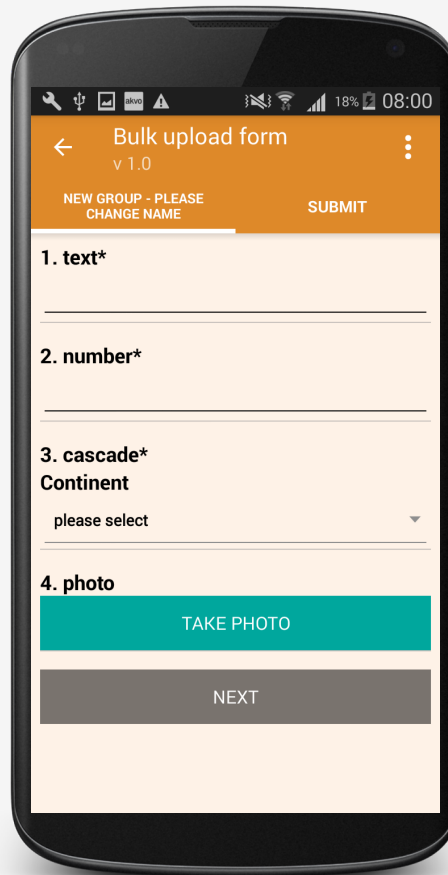 akvo
18% 08:00
Bulk upload form
v 1.0
NEW GROUP - PLEASE
CHANGE NAME
SUBMIT
1. text*
2. number*
3. cascade*
Continent
please select
4. photo
TAKE PHOTO
NEXT